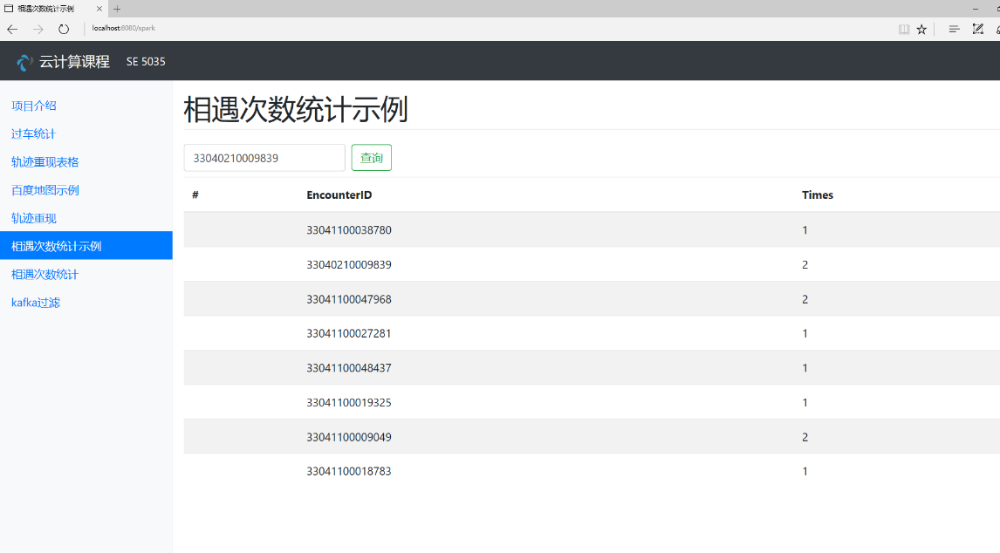 相遇次数统计示例
localhost:8080/spark
云计算课程 SE 5035
项目介绍
过车统计
轨迹重现表格
百度地图示例
轨迹重现
相遇次数统计示例
相遇次数统计
kafka过滤
相遇次数统计示例
33040210009839 查询
# EncounterID Times
33041100038780 1
33040210009839 2
33041100047968 2
33041100027281 1
33041100048437 1
33041100019325 1
33041100009049 2
33041100018783 1